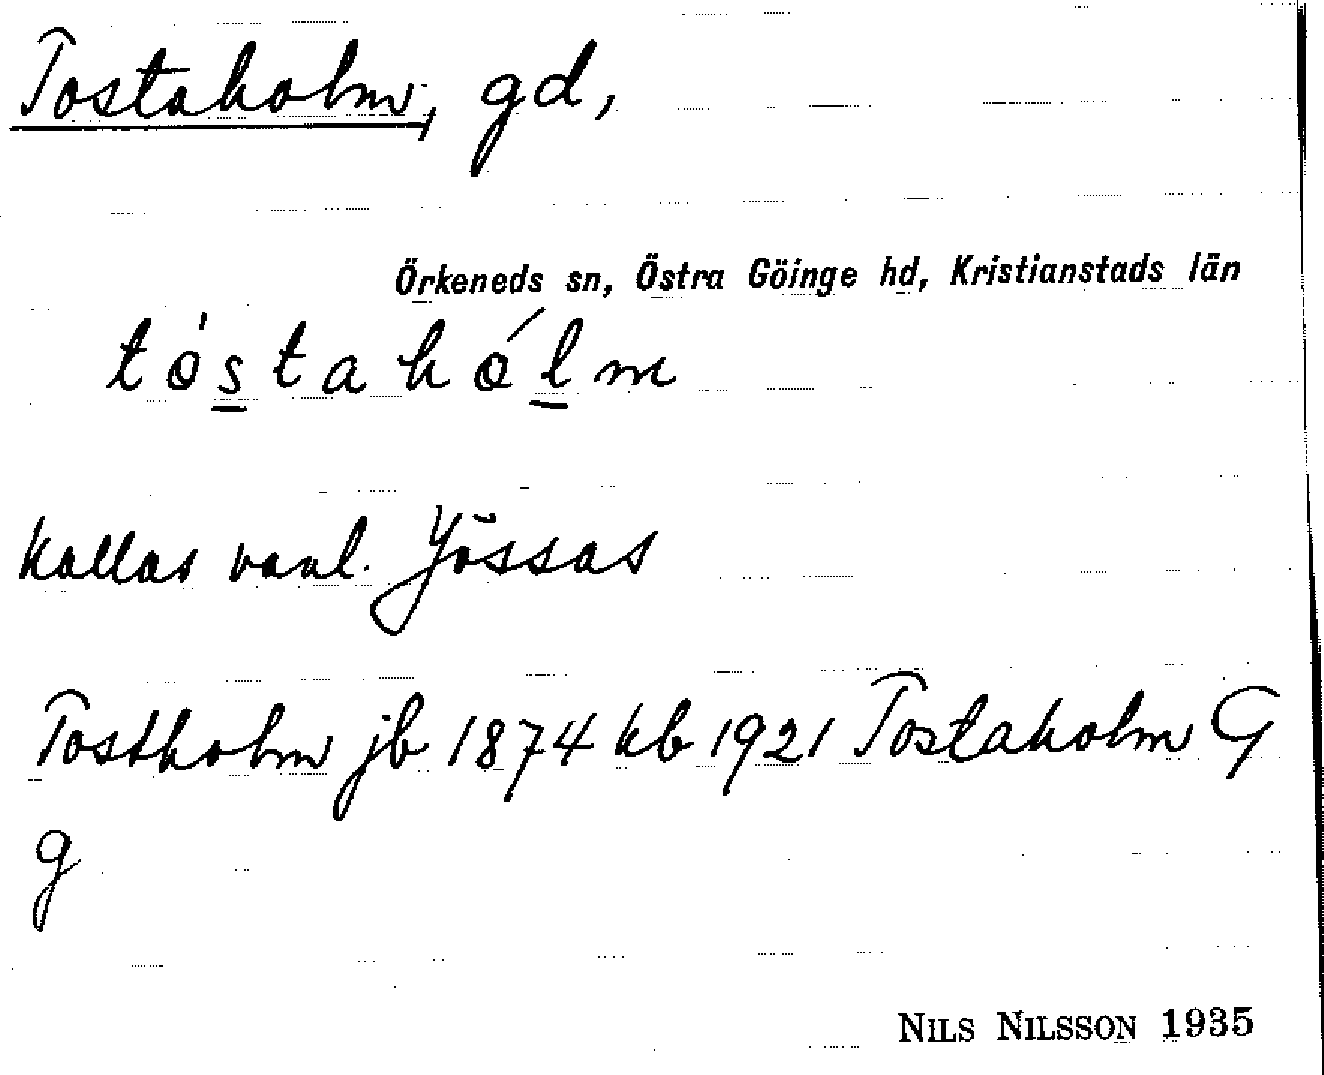 Tostaholm, gd,
Örkeneds sn, Östra Göinge hd, Kristianstads län
tòstahólm
kallas vanl. Jössas
Tostholm jb 1874 kb 1921 Tostaholm G
g
NILS NILSSON 1935